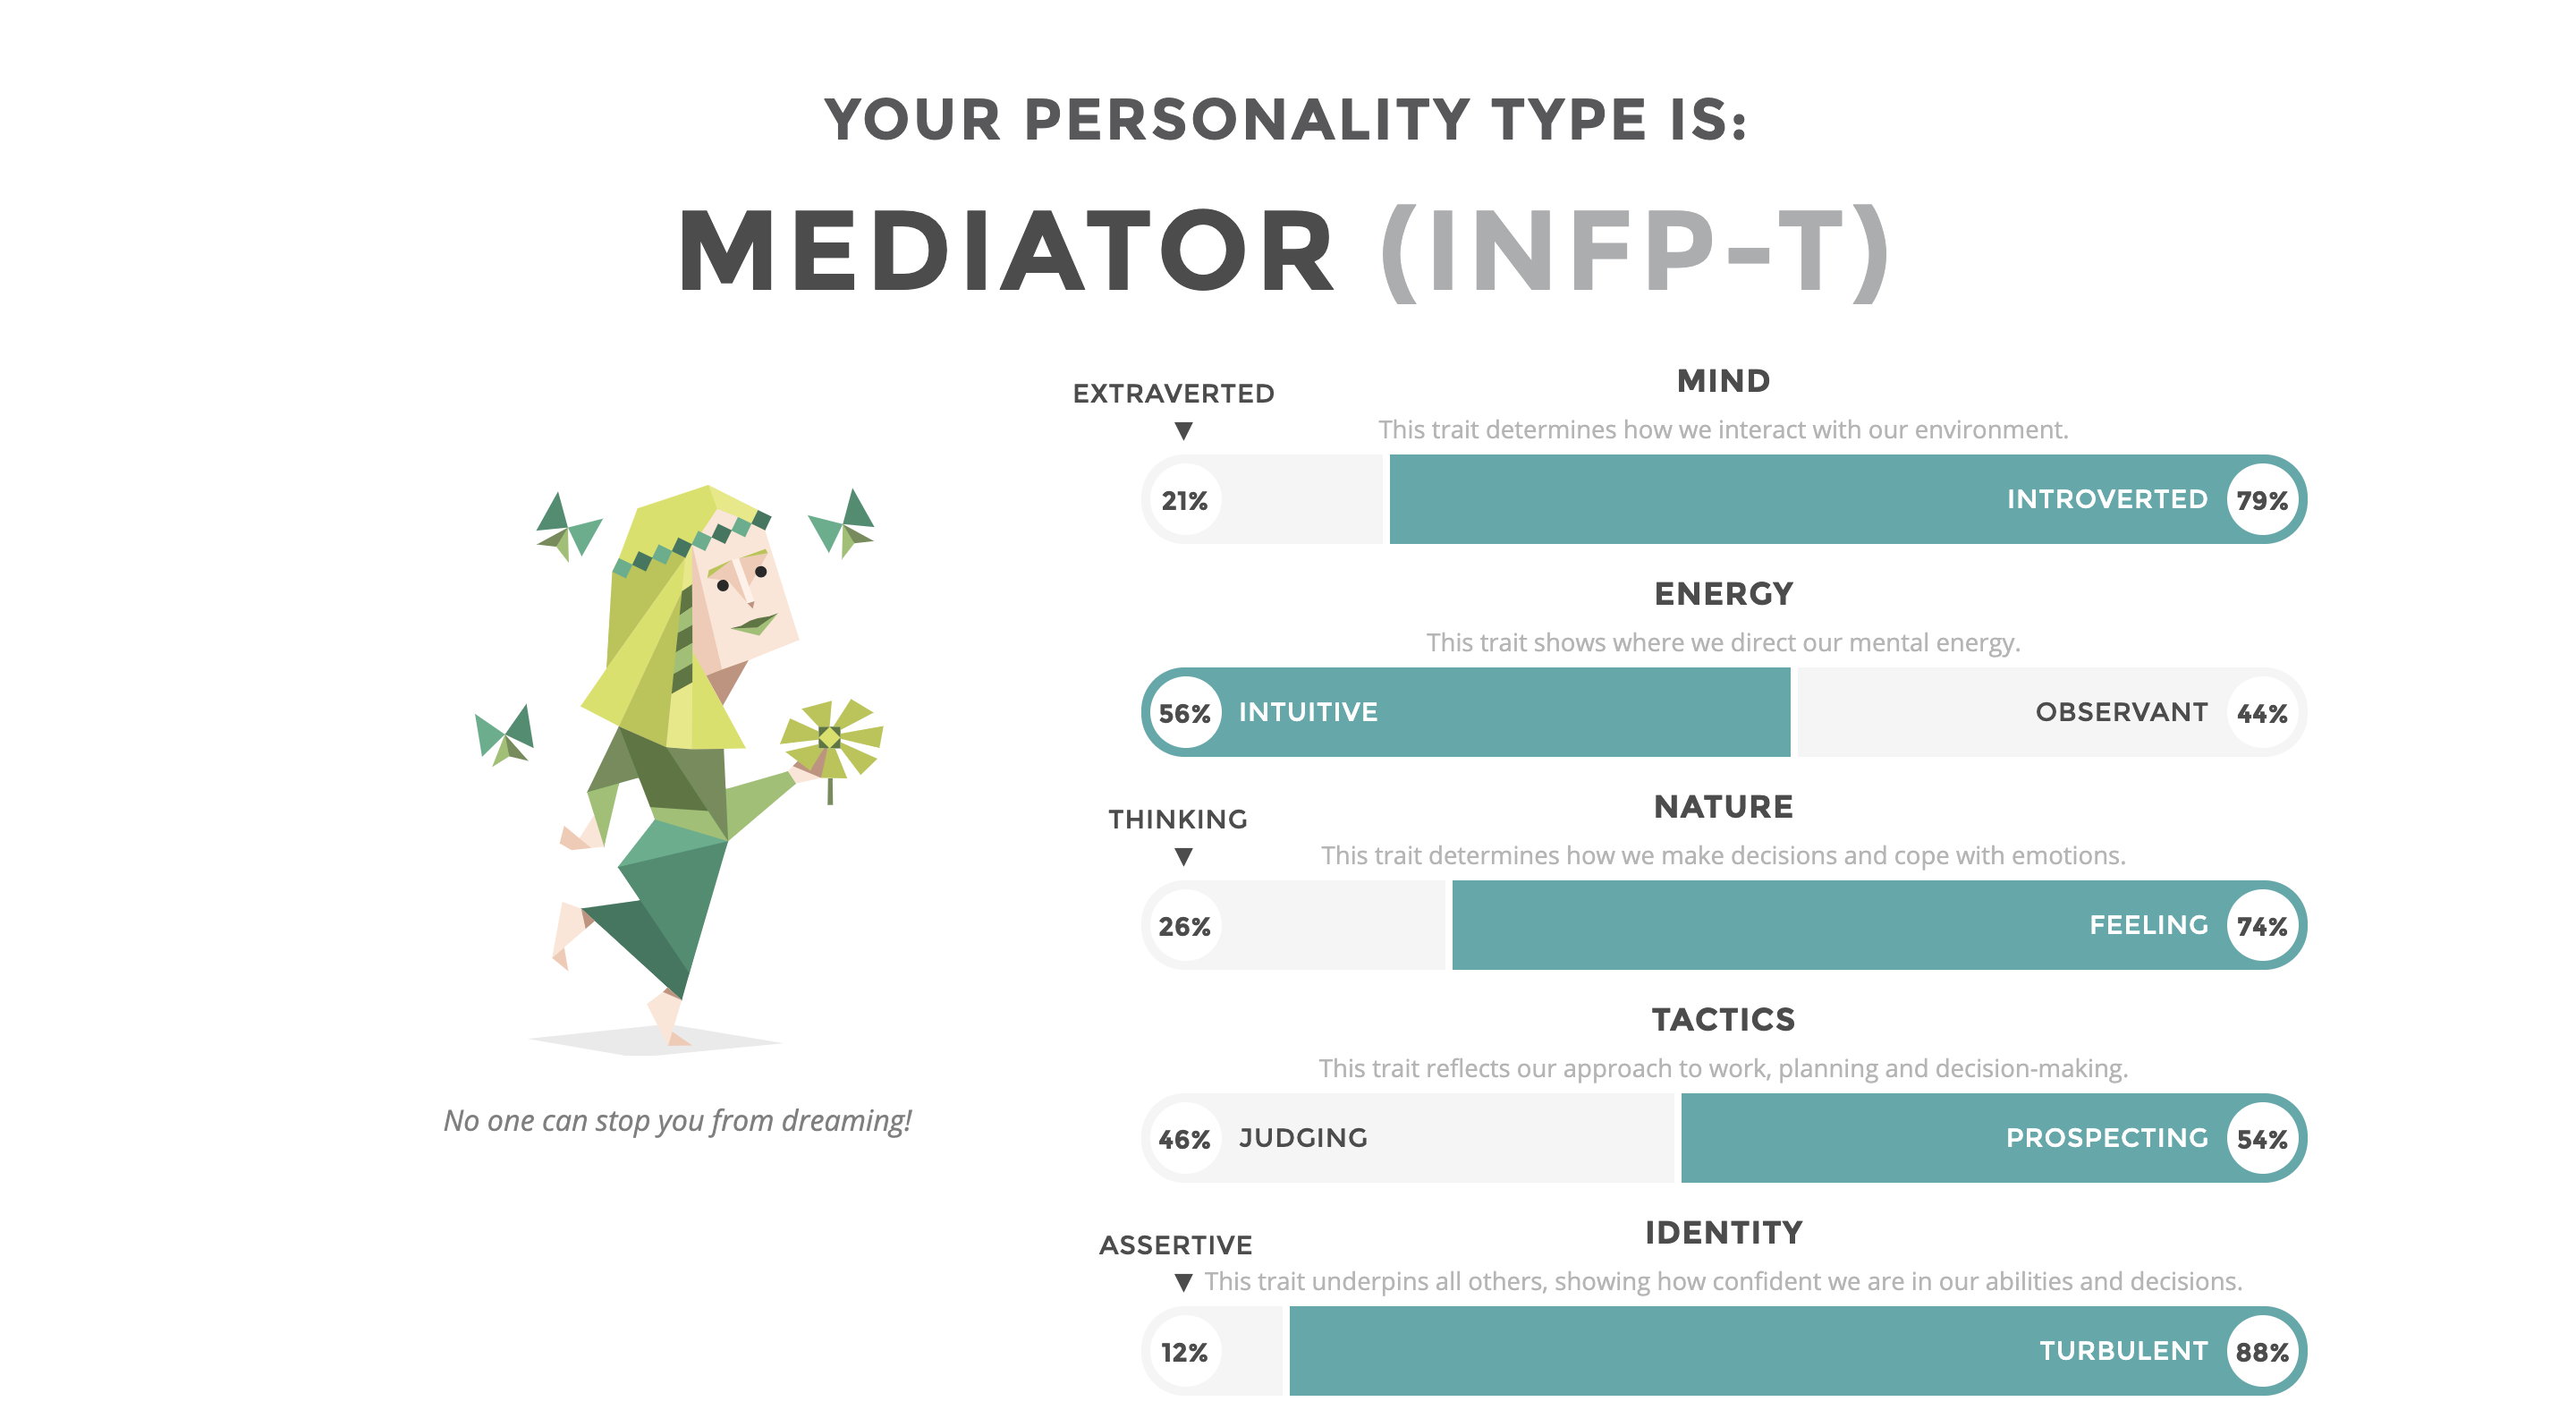 YOUR PERSONALITY TYPE IS:
MEDIATOR (INFP-T)
MIND
EXTRAVERTED
This trait determines how we interact with our environment.
21%
INTROVERTED 79%
ENERGY
This trait shows where we direct our mental energy.
56% INTUITIVE
OBSERVANT 44%
NATURE
THINKING
This trait determines how we make decisions and cope with emotions.
26%
FEELING 74%
TACTICS
This trait reflects our approach to work, planning and decision-making.
46% JUDGING
PROSPECTING 54%
IDENTITY
ASSERTIVE
This trait underpins all others, showing how confident we are in our abilities and decisions.
12%
TURBULENT 88%
No one can stop you from dreaming!